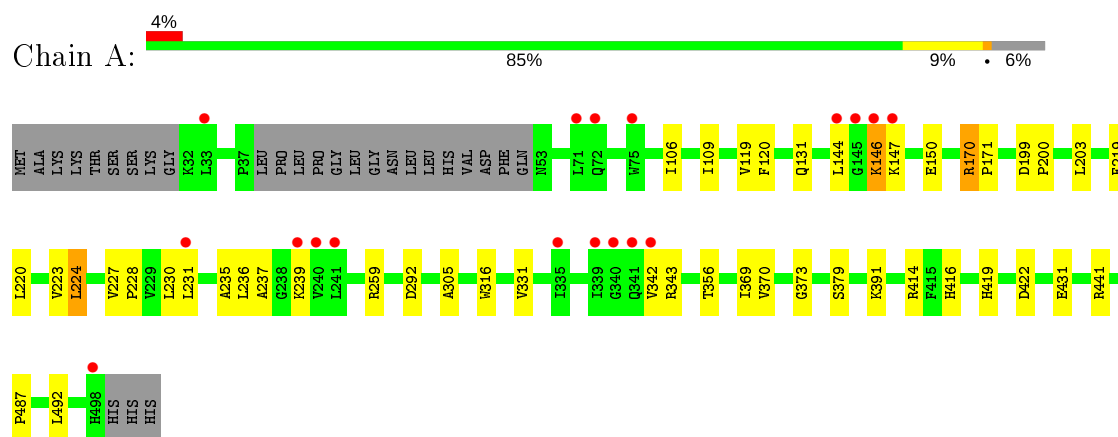 4%
Chain A:
85% 9% • 6%
MET ALA LYS LYS THR SER SER LYS GLY K32 L33 P37 LEU PRO LEU PRO GLY LEU GLY ASN LEU LEU HIS VAL ASP PHE GLN N53 L71 Q72 W75 I106 I109 V119 F120 Q131 L144 G145 K146 K147 E150 R170 P171 D199 P200 L203
L220 V223 L224 V227 P228 V229 L230 L231 A235 L236 A237 G238 K239 V240 L241 R259 D292 A305 W316 V331 I335 I339 G340 Q341 V342 R343 T356 I369 V370 G373 S379 K391 R414 F415 H416 H419 D422 E431 R441
P487 L492 H498 HIS HIS HIS